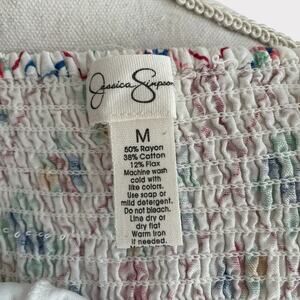 Jessica Simpson
M
50% Rayon
38% Cotton
12% Flax
Machine wash
cold with
like colors.
Use soap or
mild detergent.
Do not bleach.
Line dry or
dry flat
Warm iron
if needed.